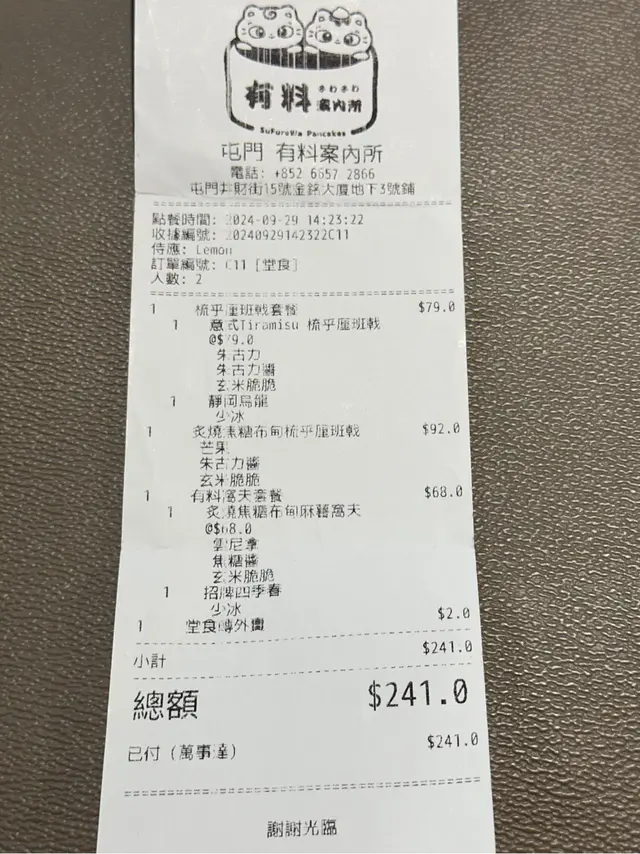 有料
さわさわ
案內所
SuFuruWa Pancakes
屯門 有料案內所
電話: +852 6657 2866
屯門井財街15號金銘大廈地下3號鋪
點餐時間: 2024-09-29 14:23:22
收據編號: 20240929142322C11
侍應: Lemon
訂單編號: C11 [堂食]
人數: 2
1 梳乎厘班戟套餐 $79.0
1 意式Tiramisu 梳乎厘班戟
@$79.0
朱古力
朱古力醬
玄米脆脆
1 靜岡烏龍
少冰
1 炙燒焦糖布甸梳乎厘班戟 $92.0
芒果
朱古力醬
玄米脆脆
1 有料窩夫套餐 $68.0
1 炙燒焦糖布甸麻糬窩夫
@$68.0
雲尼拿
焦糖醬
玄米脆脆
1 招牌四季春
少冰
1 堂食轉外賣 $2.0
小計 $241.0
總額 $241.0
已付 (萬事達) $241.0
謝謝光臨